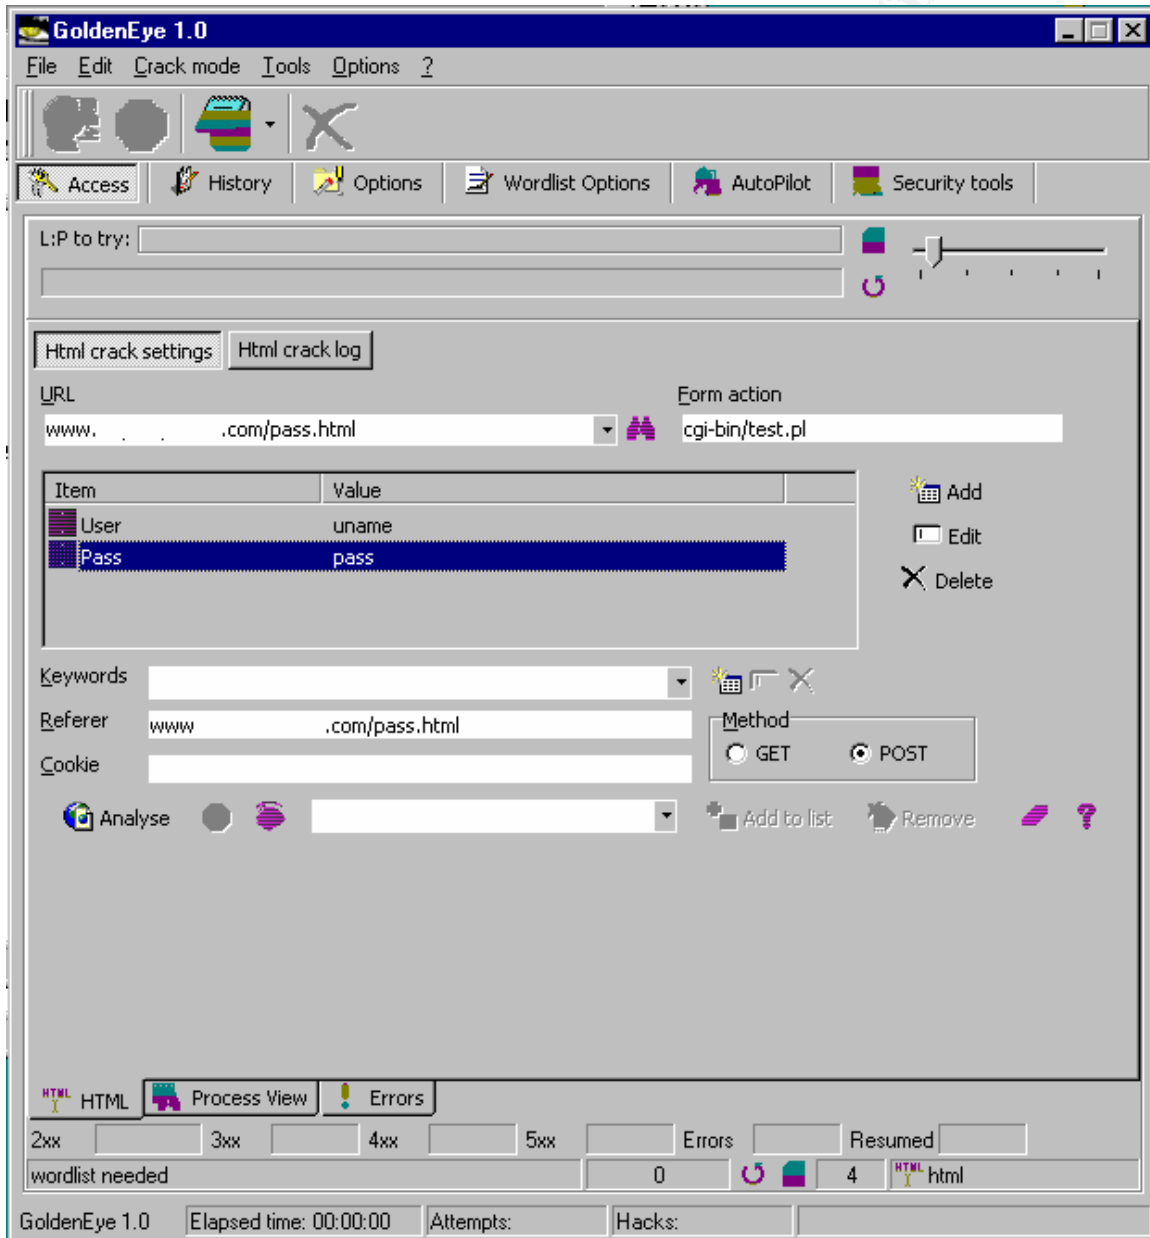 GoldenEye 1.0
File Edit Crack mode Tools Options ?
Access History Options Wordlist Options AutoPilot Security tools
L:P to try:
Html crack settings Html crack log
URL Form action
www. .com/pass.html cgi-bin/test.pl
Item Value
User uname
Pass pass
Add
Edit
Delete
Keywords
Referer www .com/pass.html
Method
GET POST
Cookie
Analyse Add to list Remove ?
HTML HTML Process View ! Errors
2xx 3xx 4xx 5xx Errors Resumed
wordlist needed 0 4 HTML html
GoldenEye 1.0 Elapsed time: 00:00:00 Attempts: Hacks: